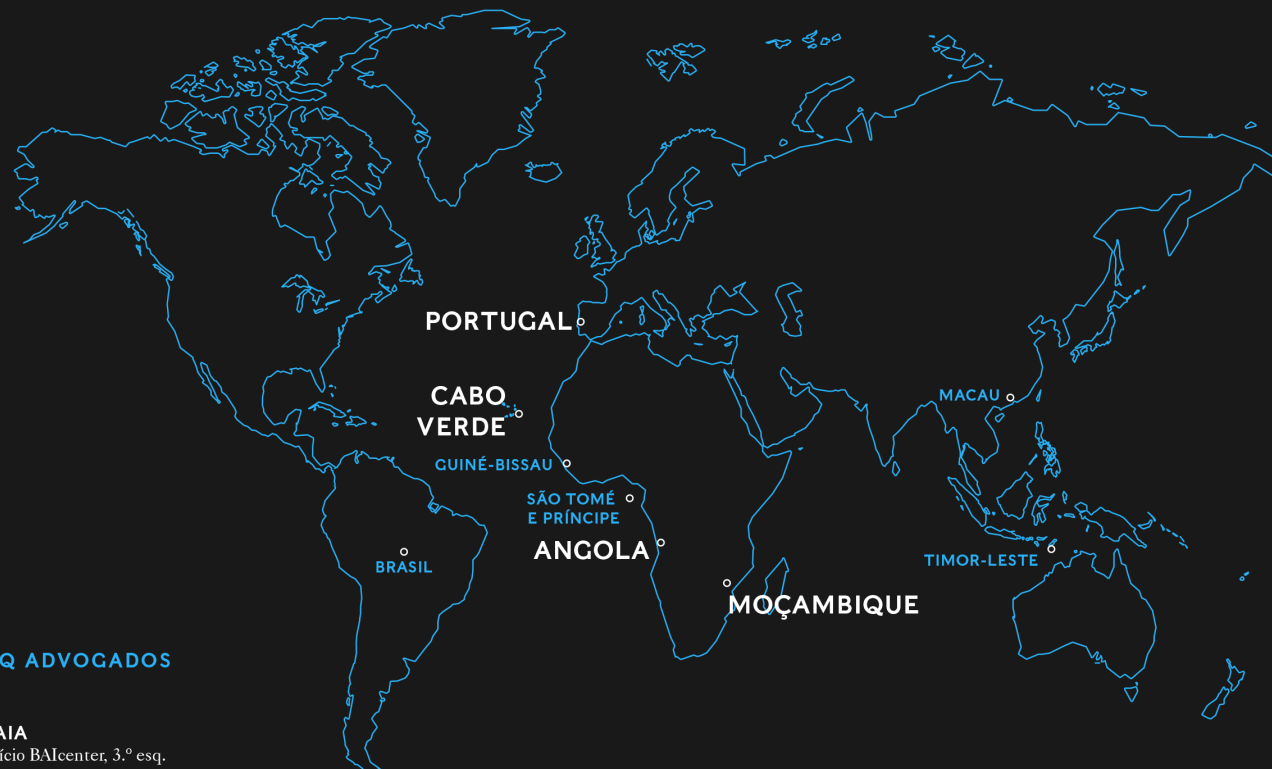 PORTUGAL
CABO
VERDE
MACAU
GUINÉ-BISSAU
SÃO TOMÉ
E PRÍNCIPE
ANGOLA
BRASIL
TIMOR-LESTE
MOÇAMBIQUE
Q ADVOGADOS
AIA
ício BAIcenter, 3.º esq.